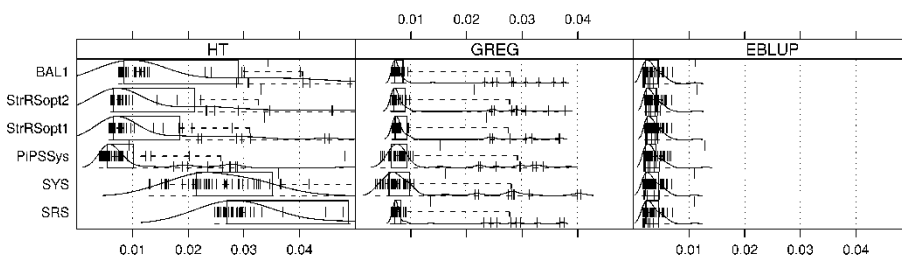 0.01 0.02 0.03 0.04
HT GREG EBLUP
BAL1
StrRSopt2
StrRSopt1
PiPSSys
SYS
SRS
0.01 0.02 0.03 0.04 0.01 0.02 0.03 0.04